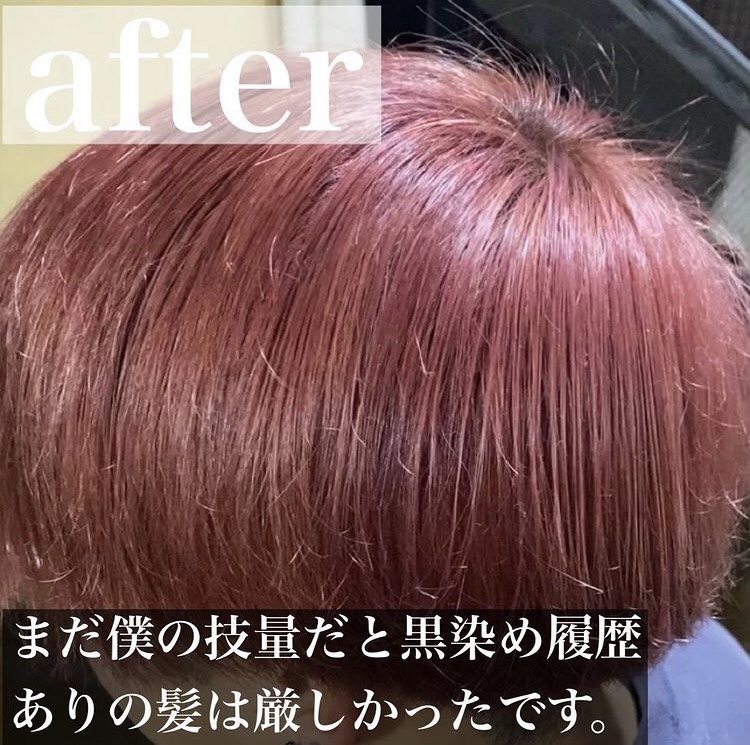 after
まだ僕の技量だと黒染め履歴
ありの髪は厳しかったです。